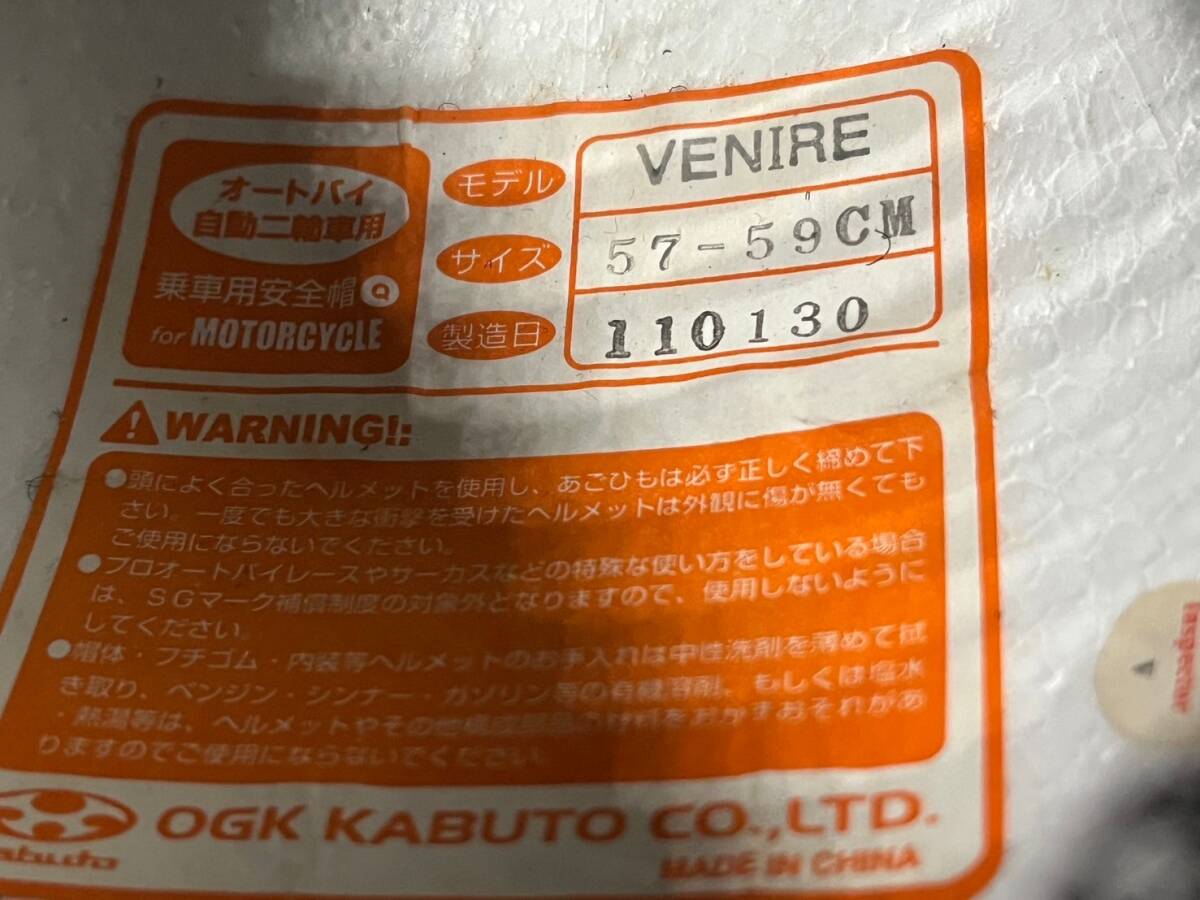 オートバイ
自動二輪車用
乗車用安全帽 Q
for MOTORCYCLE
モデル VENIRE
サイズ 57-59CM
製造日 110130
WARNING!:
●頭によく合ったヘルメットを使用し、あごひもは必ず正しく締めて下
さい。一度でも大きな衝撃を受けたヘルメットは外観に傷が無くても
ご使用にならないでください。
●プロオートバイレースやサーカスなどの特殊な使い方をしている場合
は、SGマーク補償制度の対象外となりますので、使用しないように
してください。
●帽体・フチゴム・内装等ヘルメットのお手入れは中性洗剤を薄めて拭
き取り、ベンジン・シンナー・ガソリン等の有機溶剤、もしくは塩水
・熱湯等は、ヘルメットやその他構成部品の材料をおかすおそれがあ
りますのでご使用にならないでください。
kabuto
OGK KABUTO CO.,LTD.
MADE IN CHINA